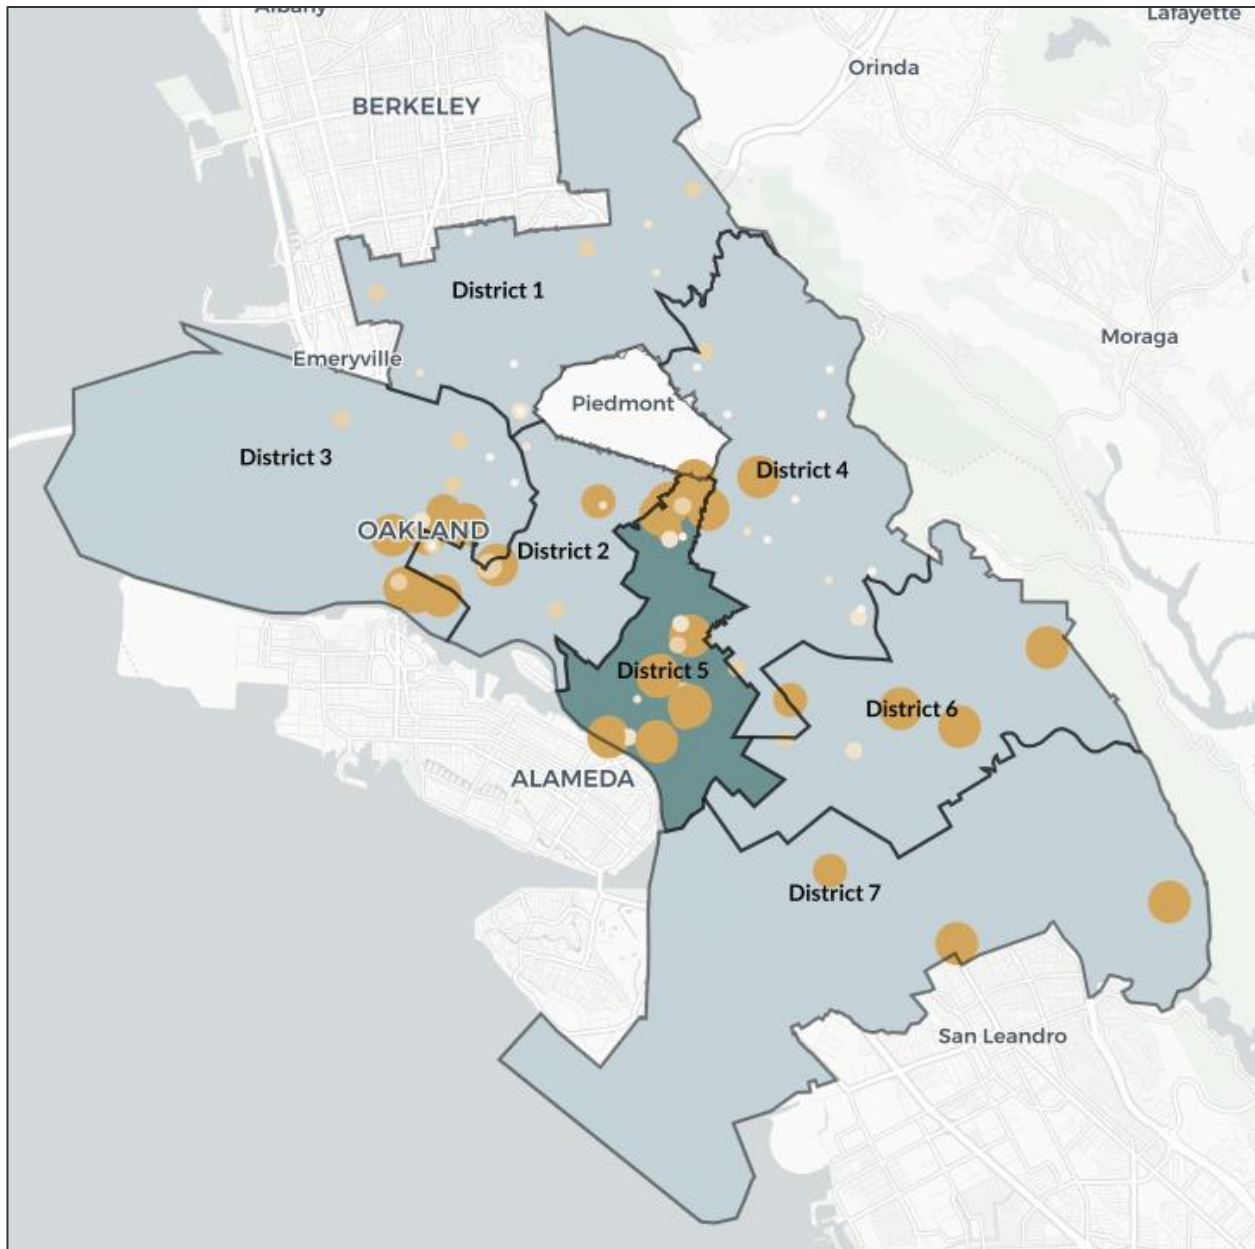 Albany
Lafayette
Orinda
BERKELEY
District 1
Moraga
Emeryville
Piedmont
District 3
District 4
OAKLAND
District 2
District 5
District 6
ALAMEDA
District 7
San Leandro